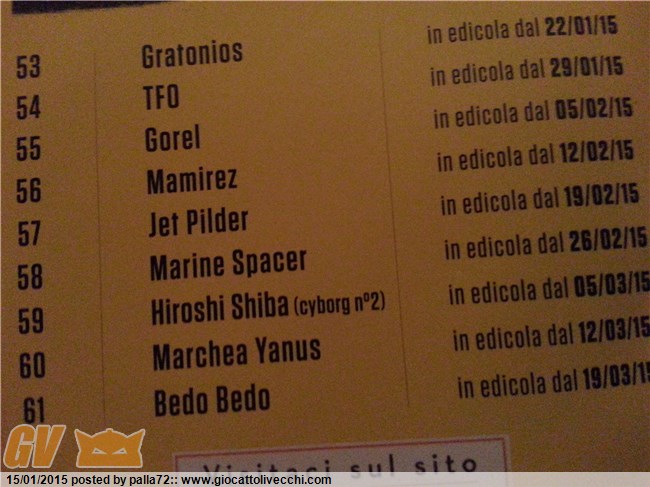 53 Gratonios in edicola dal 22/01/15
54 TFO in edicola dal 29/01/15
55 Gorel in edicola dal 05/02/15
56 Mamirez in edicola dal 12/02/15
57 Jet Pilder in edicola dal 19/02/15
58 Marine Spacer in edicola dal 26/02/15
59 Hiroshi Shiba (cyborg nº2) in edicola dal 05/03/15
60 Marchea Yanus in edicola dal 12/03/15
61 Bedo Bedo in edicola dal 19/03/15
Visitaci sul sito
GV
15/01/2015 posted by palla72:: www.giocattolivecchi.com